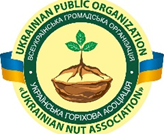 UKRAINIAN PUBLIC ORGANIZATION
ВСЕУКРАЇНСЬКА ГРОМАДСЬКА ОРГАНІЗАЦІЯ
УКРАЇНСЬКА ГОРІХОВА АСОЦІАЦІЯ
«UKRAINIAN NUT ASSOCIATION»